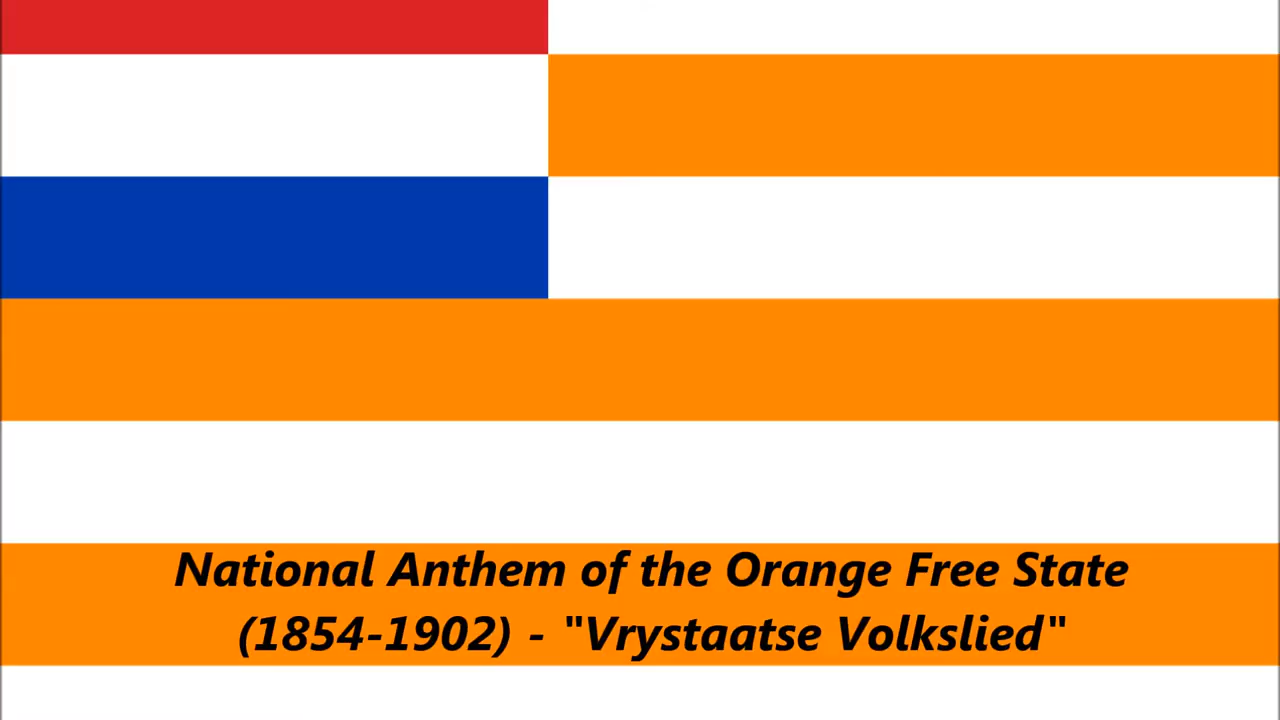 National Anthem of the Orange Free State
(1854-1902) - "Vrystaatse Volkslied"